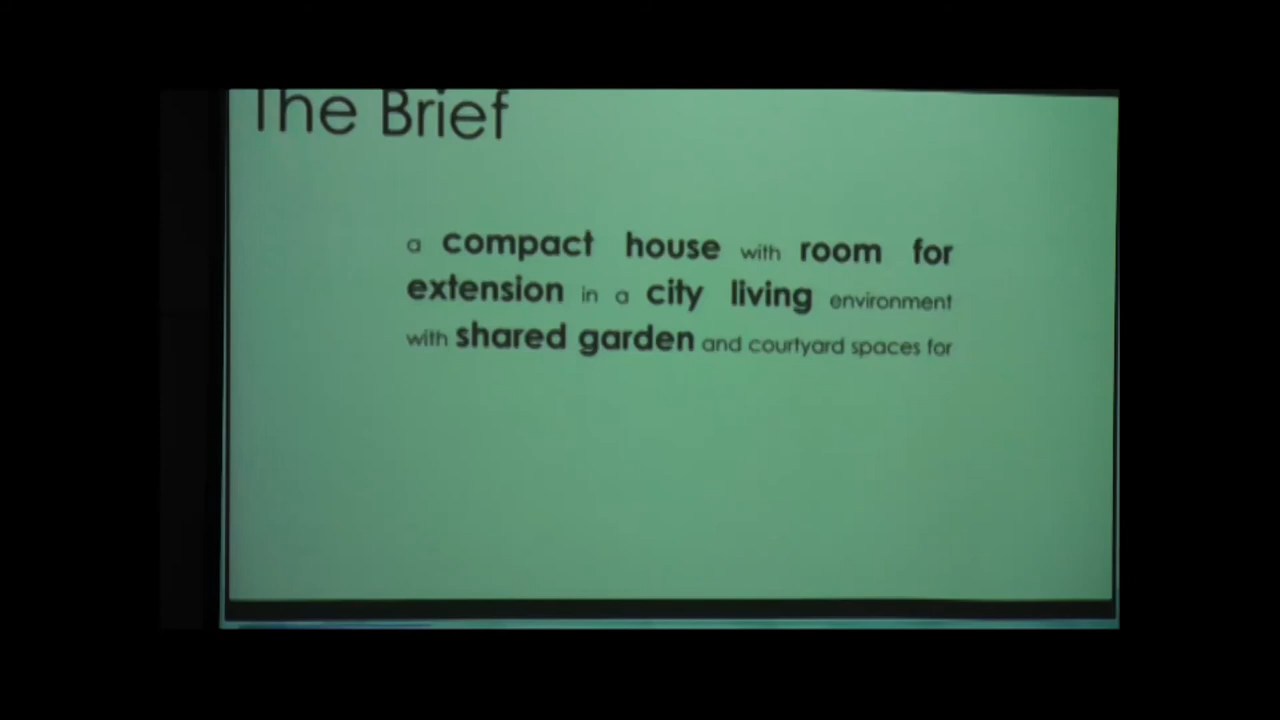 The Brief
a compact house with room for
extension in a city living environment
with shared garden and courtyard spaces for